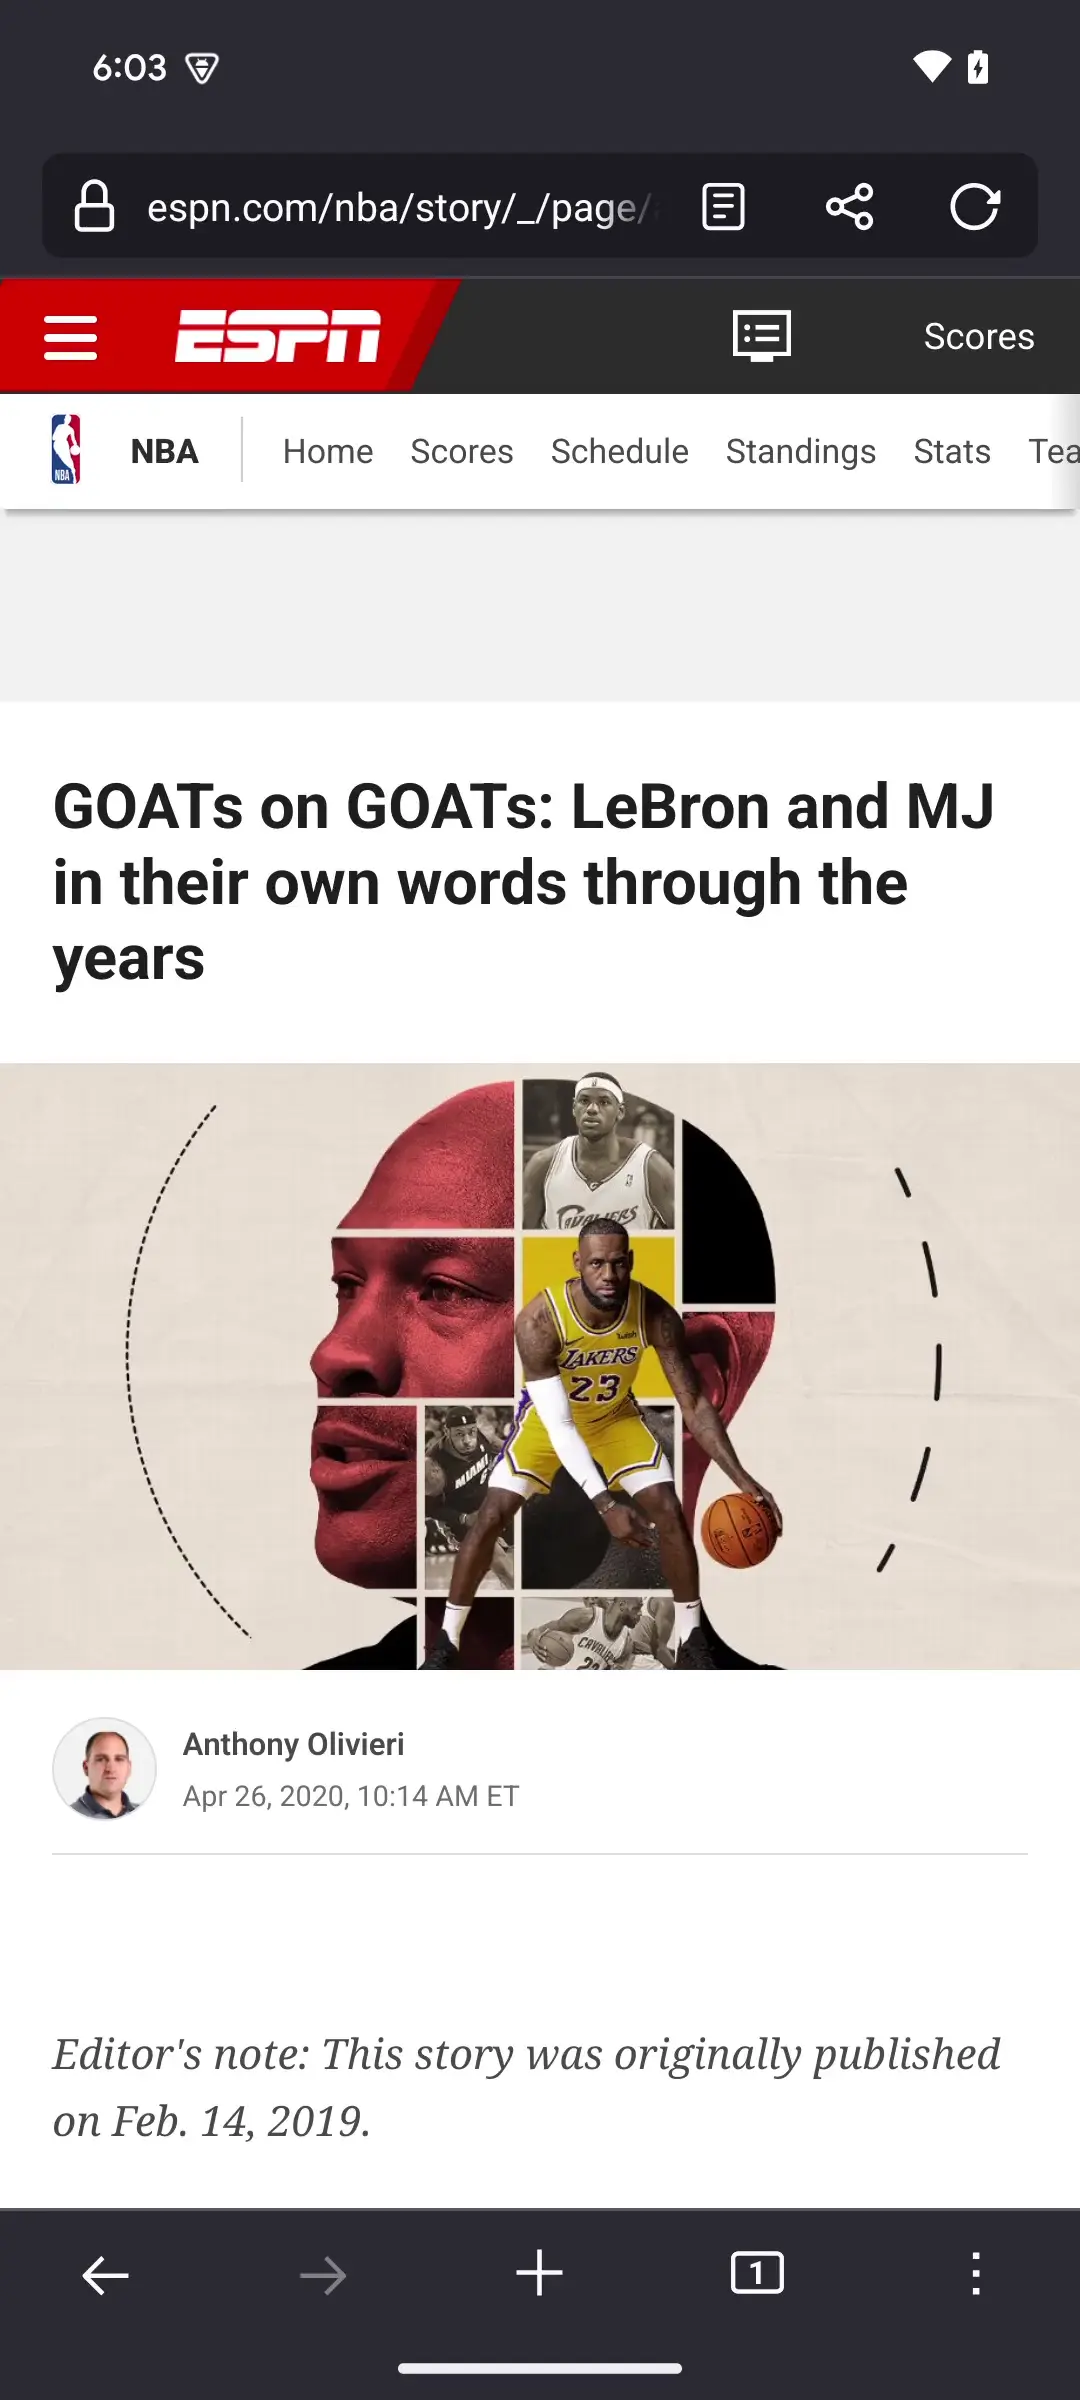 6:03
espn.com/nba/story/_/page/
ESPN
Scores
NBA
NBA Home Scores Schedule Standings Stats Tea
GOATs on GOATs: LeBron and MJ
in their own words through the
years
CAVALIERS
LAKERS
23
MIAMI
CAVALIERS
23
Anthony Olivieri
Apr 26, 2020, 10:14 AM ET
Editor's note: This story was originally published
on Feb. 14, 2019.
1